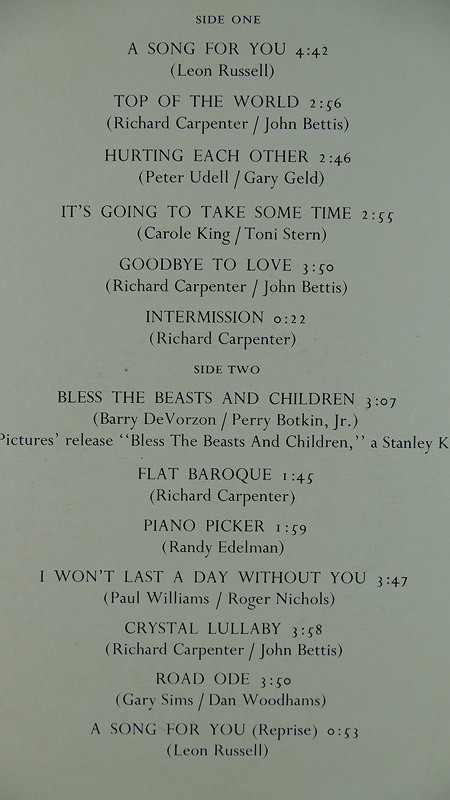 SIDE ONE
A SONG FOR YOU 4:42
(Leon Russell)
TOP OF THE WORLD 2:56
(Richard Carpenter / John Bettis)
HURTING EACH OTHER 2:46
(Peter Udell / Gary Geld)
IT'S GOING TO TAKE SOME TIME 2:55
(Carole King / Toni Stern)
GOODBYE TO LOVE 3:50
(Richard Carpenter / John Bettis)
INTERMISSION 0:22
(Richard Carpenter)
SIDE TWO
BLESS THE BEASTS AND CHILDREN 3:07
(Barry DeVorzon / Perry Botkin, Jr.)
Pictures' release "Bless The Beasts And Children," a Stanley K
FLAT BAROQUE 1:45
(Richard Carpenter)
PIANO PICKER 1:59
(Randy Edelman)
I WON'T LAST A DAY WITHOUT YOU 3:47
(Paul Williams / Roger Nichols)
CRYSTAL LULLABY 3:58
(Richard Carpenter / John Bettis)
ROAD ODE 3:50
(Gary Sims / Dan Woodhams)
A SONG FOR YOU (Reprise) 0:53
(Leon Russell)